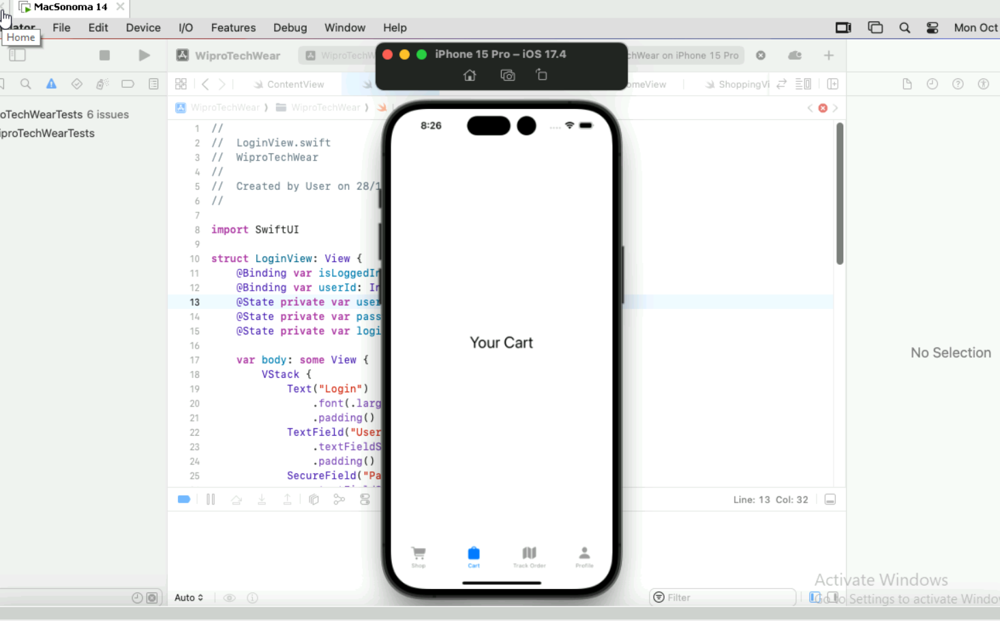 MacSonoma 14
File Edit Device I/O Features Debug Window Help
Mon Oct
Home
WiproTechWear
iPhone 15 Pro – iOS 17.4
chWear on iPhone 15 Pro
ContentView
omeView
ShoppingVi
oTechWearTests 6 issues
iproTechWearTests
WiproTechWear
WiproTechWear
1 //
2 // LoginView.swift
3 // WiproTechWear
4 //
5 // Created by User on 28/1
6 //
7
8 import SwiftUI
9
10 struct LoginView: View {
11 @Binding var isLoggedIn
12 @Binding var userId: In
13 @State private var user
14 @State private var pass
15 @State private var logi
16
17 var body: some View {
18 VStack {
19 Text("Login")
20 .font(.larg
21 .padding()
22 TextField("User
23 .textFieldS
24 .padding()
25 SecureField("Pa
8:26
Your Cart
Shop
Cart
Track Order
Profile
No Selection
Line: 13 Col: 32
Auto
Filter
Activate Windows
Go to Settings to activate Windo